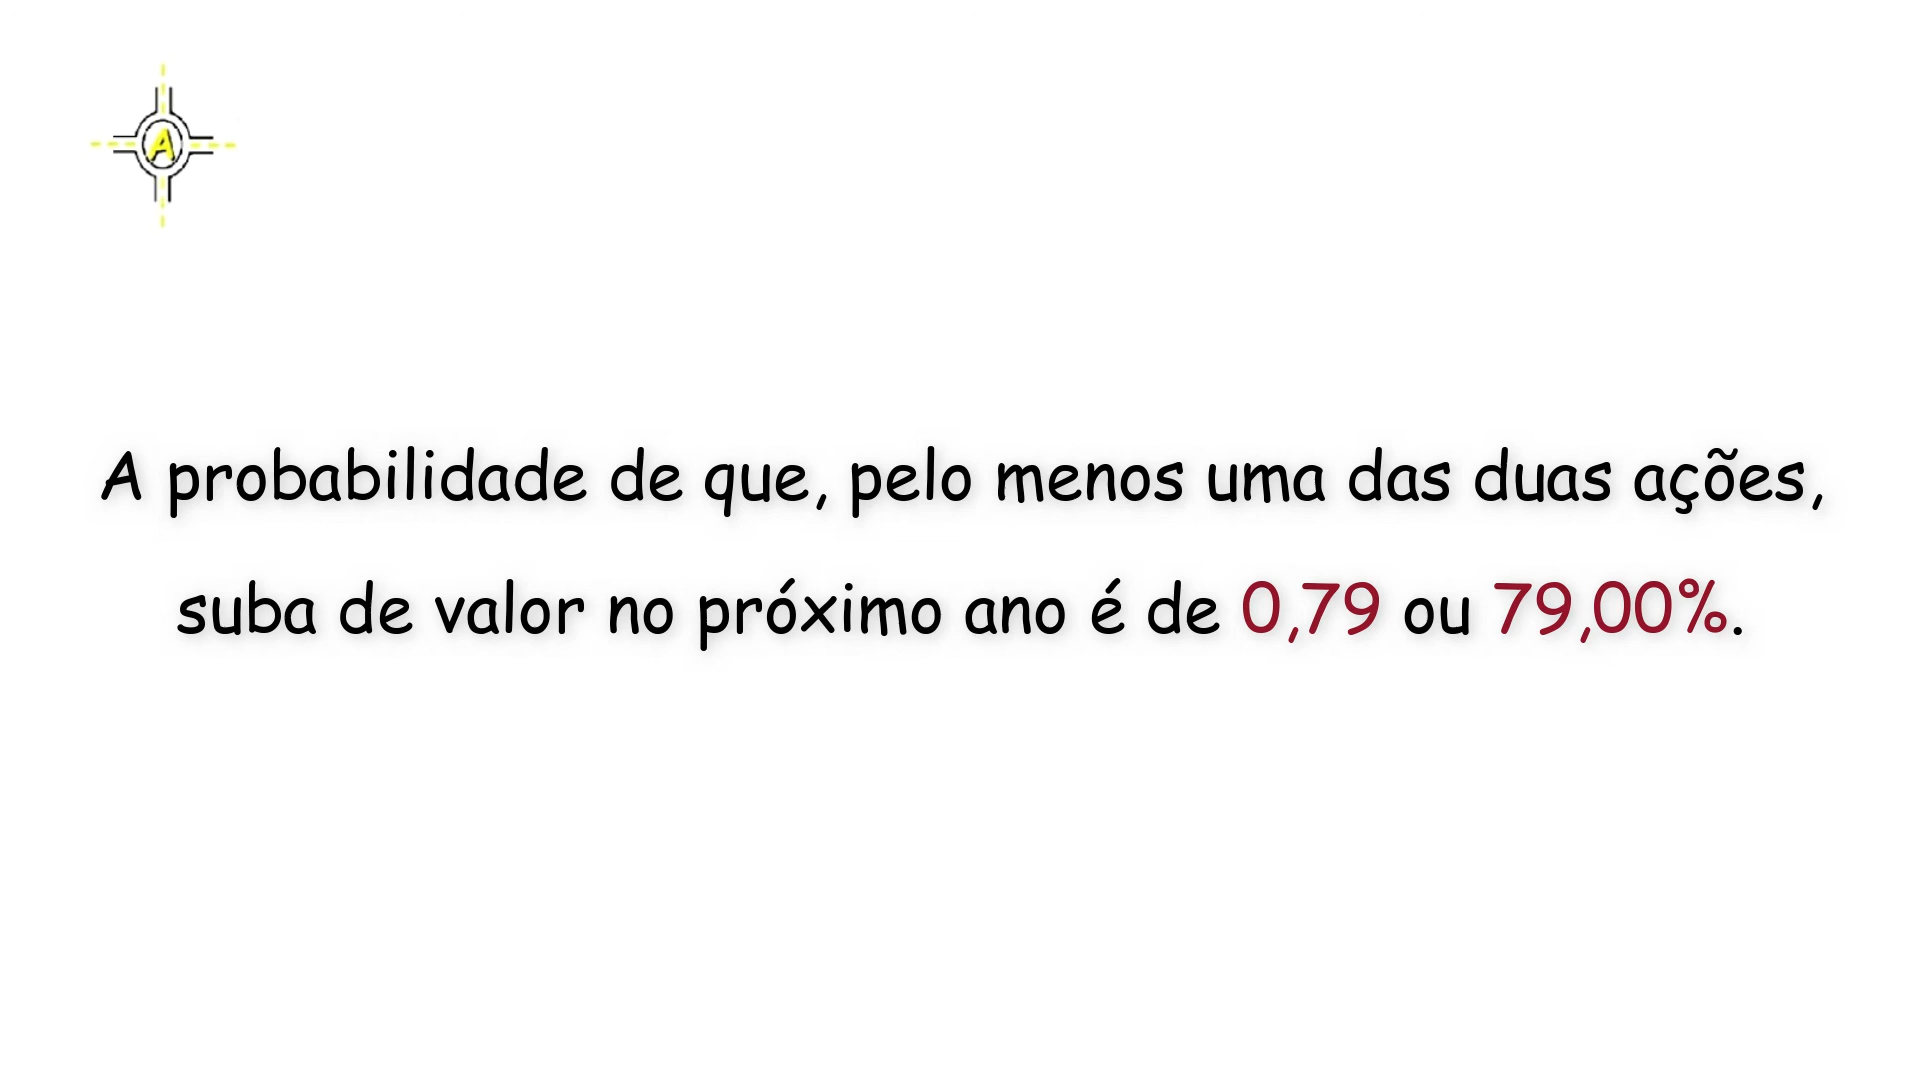 A
A probabilidade de que, pelo menos uma das duas ações,
suba de valor no próximo ano é de 0,79 ou 79,00%.